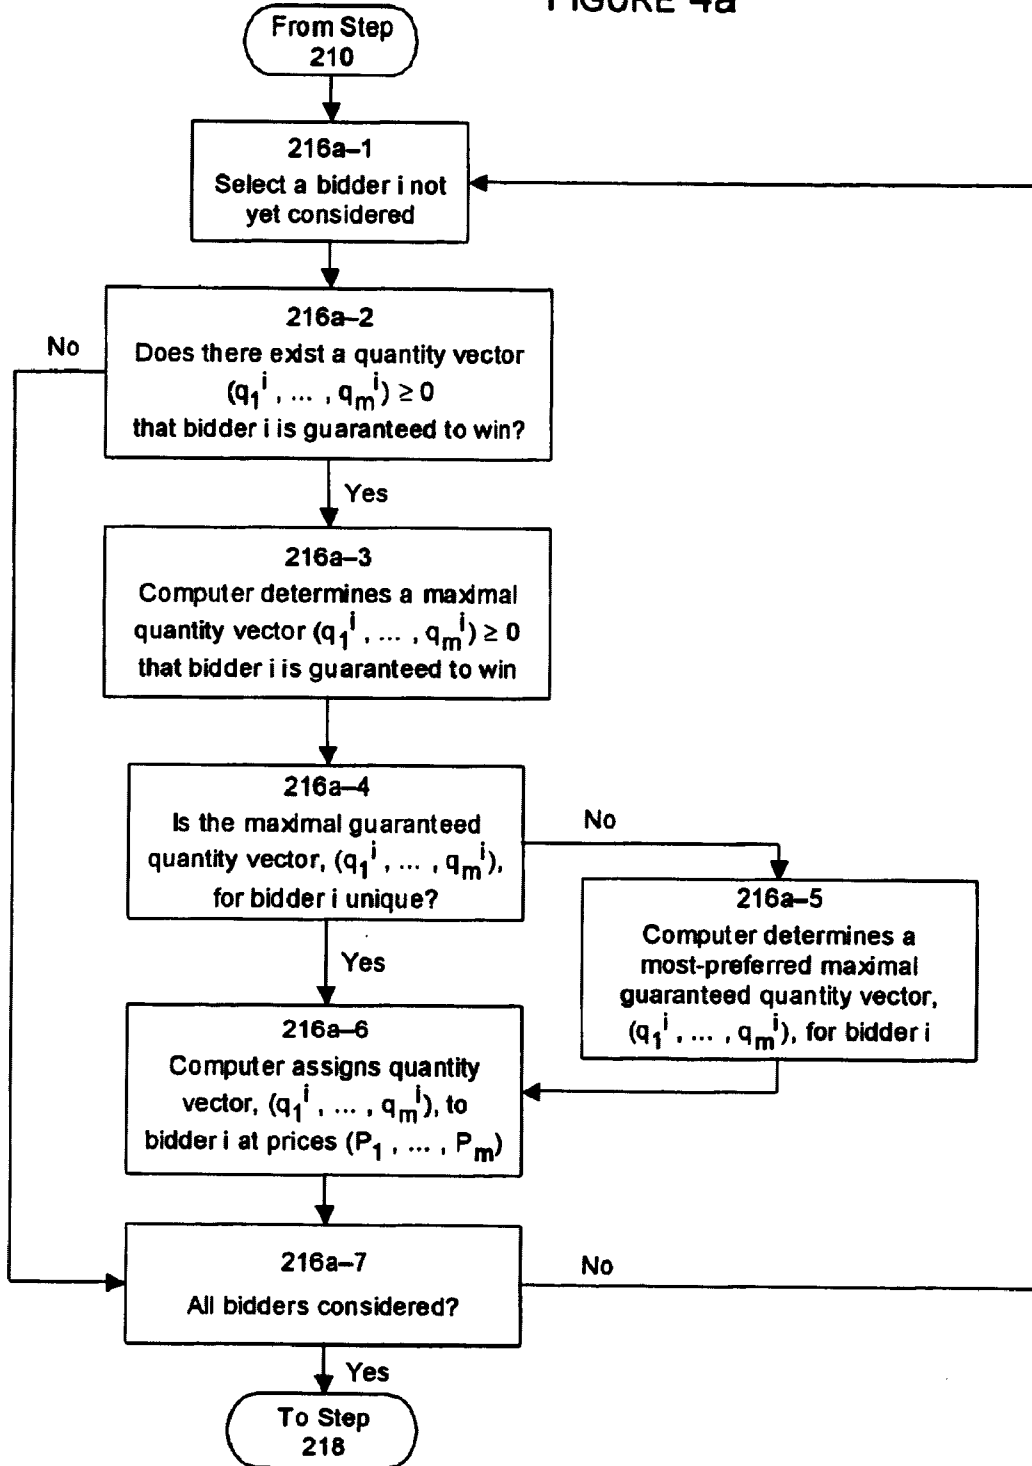 FIGURE 4a
From Step
210
216a–1
Select a bidder i not
yet considered
216a–2
Does there exist a quantity vector
(q₁ⁱ , ... , qₘⁱ) ≥ 0
that bidder i is guaranteed to win?
No
Yes
216a–3
Computer determines a maximal
quantity vector (q₁ⁱ , ... , qₘⁱ) ≥ 0
that bidder i is guaranteed to win
216a–4
Is the maximal guaranteed
quantity vector, (q₁ⁱ , ... , qₘⁱ),
for bidder i unique?
No
Yes
216a–5
Computer determines a
most-preferred maximal
guaranteed quantity vector,
(q₁ⁱ , ... , qₘⁱ), for bidder i
216a–6
Computer assigns quantity
vector, (q₁ⁱ , ... , qₘⁱ), to
bidder i at prices (P₁ , ... , Pₘ)
216a–7
All bidders considered?
No
Yes
To Step
218